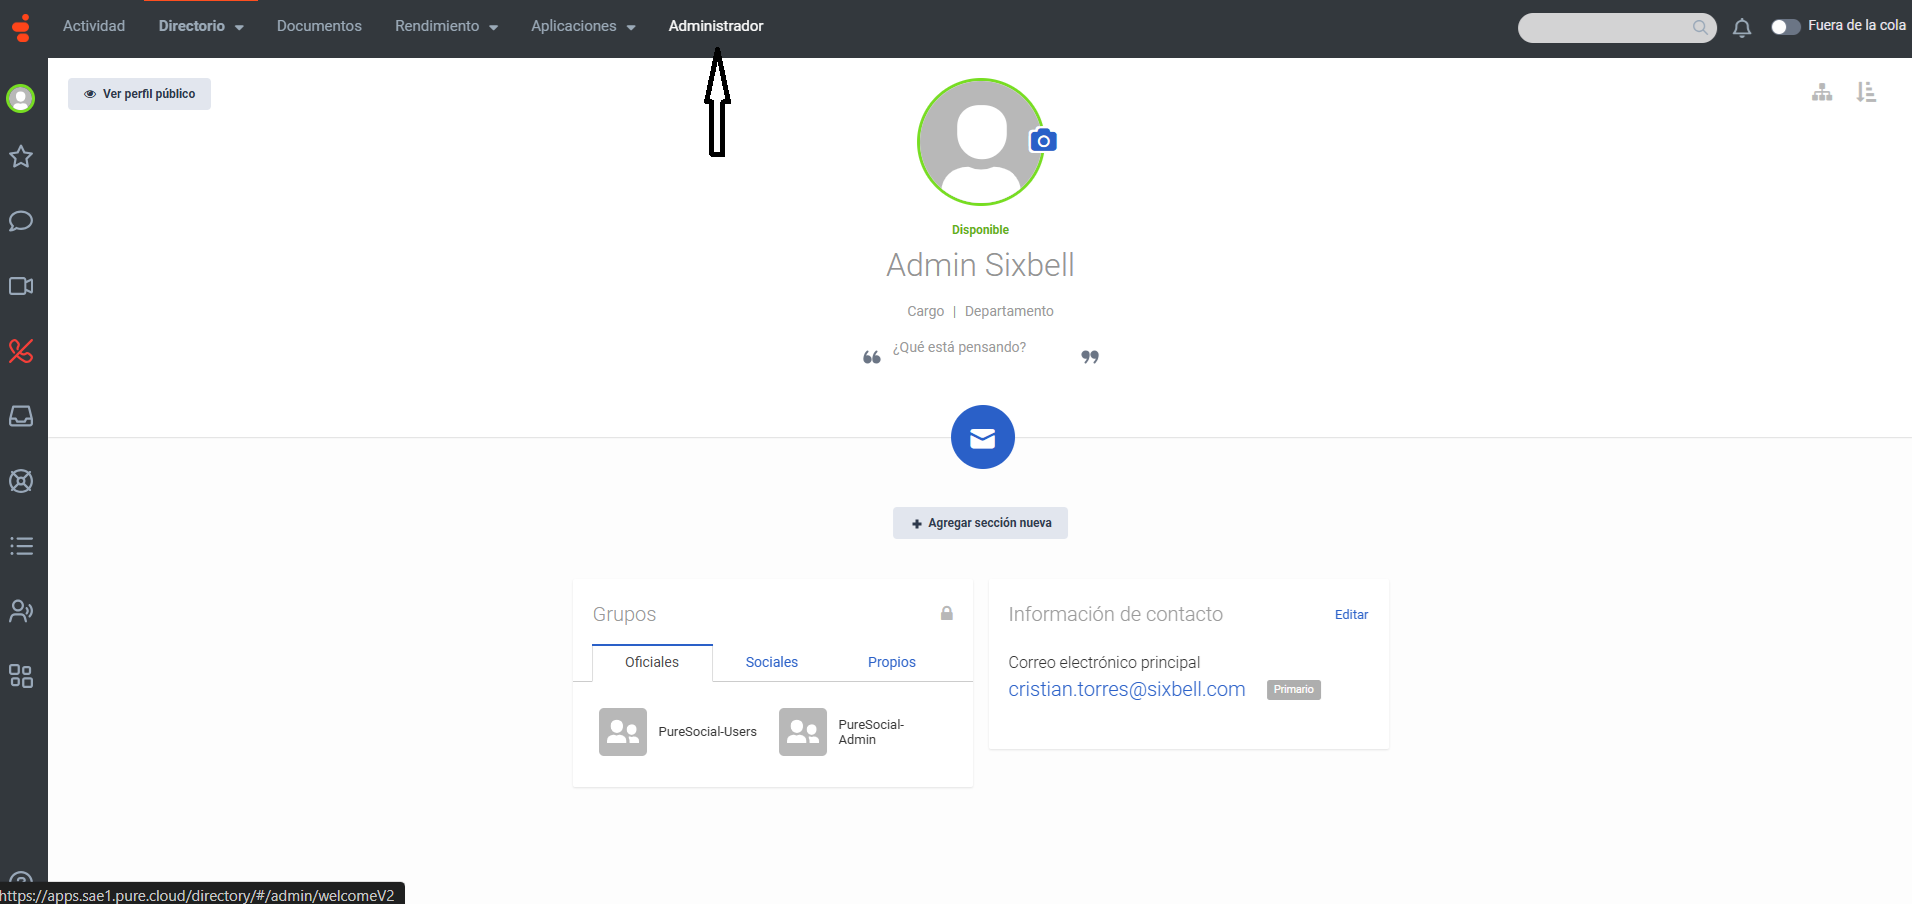 Actividad
Directorio
Documentos
Rendimiento
Aplicaciones
Administrador
Fuera de la cola
Ver perfil público
Disponible
Admin Sixbell
Cargo | Departamento
“ ¿Qué está pensando? ”
Agregar sección nueva
Grupos
Oficiales
Sociales
Propios
PureSocial-Users
PureSocial-
Admin
Información de contacto
Editar
Correo electrónico principal
cristian.torres@sixbell.com
Primario
https://apps.sae1.pure.cloud/directory/#/admin/welcomeV2